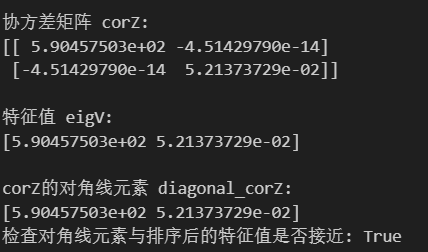 协方差矩阵 corZ:
[[ 5.90457503e+02 -4.51429790e-14]
 [-4.51429790e-14  5.21373729e-02]]
特征值 eigV:
[5.90457503e+02 5.21373729e-02]
corZ的对角线元素 diagonal_corZ:
[5.90457503e+02 5.21373729e-02]
检查对角线元素与排序后的特征值是否接近: True